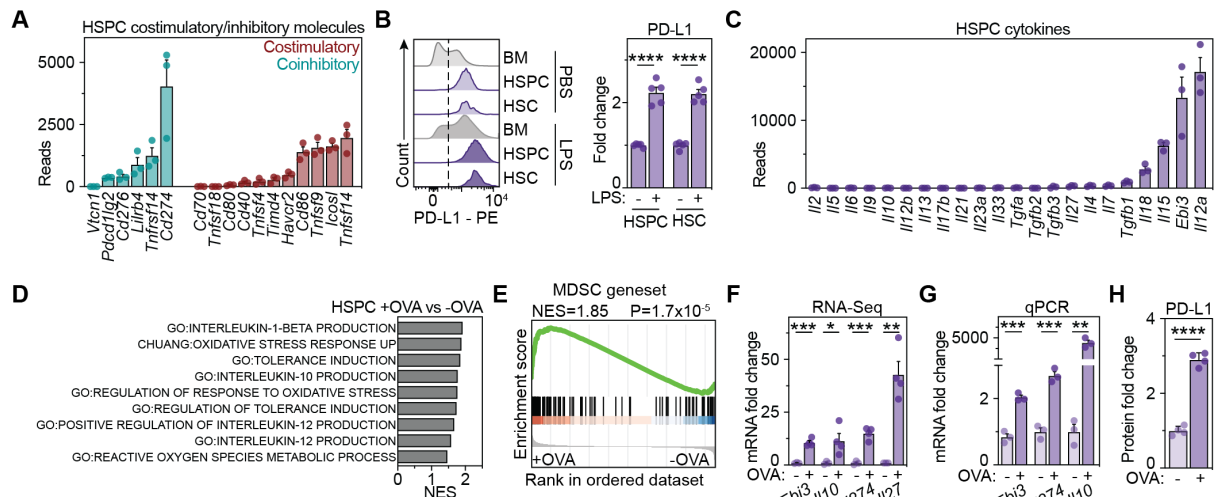 A
HSPC costimulatory/inhibitory molecules
Costimulatory
Coinhibitory
5000
2500
0
Reads
Vtcn1
Pdcd1lg2
Cd276
Lilrb4
Tnfrsf14
Cd274
Cd70
Tnfsf18
Cd80
Cd40
Tnfsf4
Timd4
Havcr2
Cd86
Tnfsf9
Icosl
Tnfsf14
B
Count
BM
HSPC
HSC
PBS
BM
HSPC
HSC
LPS
0 10^4
PD-L1 - PE
PD-L1
**** ****
Fold change
2
0
LPS: - + - +
HSPC HSC
C
HSPC cytokines
20000
10000
0
Reads
Il2
Il5
Il6
Il9
Il10
Il12b
Il13
Il17b
Il21
Il23a
Il33
Tgfa
Tgfb2
Tgfb3
Il27
Il4
Il7
Tgfb1
Il18
Il15
Ebi3
Il12a
D
HSPC +OVA vs -OVA
GO:INTERLEUKIN-1-BETA PRODUCTION
CHUANG:OXIDATIVE STRESS RESPONSE UP
GO:TOLERANCE INDUCTION
GO:INTERLEUKIN-10 PRODUCTION
GO:REGULATION OF RESPONSE TO OXIDATIVE STRESS
GO:REGULATION OF TOLERANCE INDUCTION
GO:POSITIVE REGULATION OF INTERLEUKIN-12 PRODUCTION
GO:INTERLEUKIN-12 PRODUCTION
GO:REACTIVE OXYGEN SPECIES METABOLIC PROCESS
0 1 2
NES
E
MDSC geneset
NES=1.85 P=1.7x10^-5
Enrichment score
+OVA -OVA
Rank in ordered dataset
F
RNA-Seq
*** * *** **
mRNA fold change
50
25
0
OVA: - + - + - + - +
G
qPCR
*** *** **
mRNA fold change
5000
2
0
OVA: - + - + - +
H
PD-L1
****
Protein fold chage
4
2
0
OVA: - +